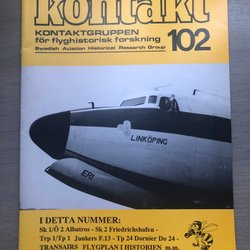 kontakt
KONTAKTGRUPPEN
för flyghistorisk forskning
Swedish Aviation Historical Research Group
102
LINKÖPING
ERI
I DETTA NUMMER:
Sk 1/Ö 2 Albatros - Sk 2 Friedrichshafen -
Trp 1/Tp 1 Junkers F.13 - Tp 24 Dornier Do 24 -
TRANSAIRS FLYGPLAN I HISTORIEN m.m.